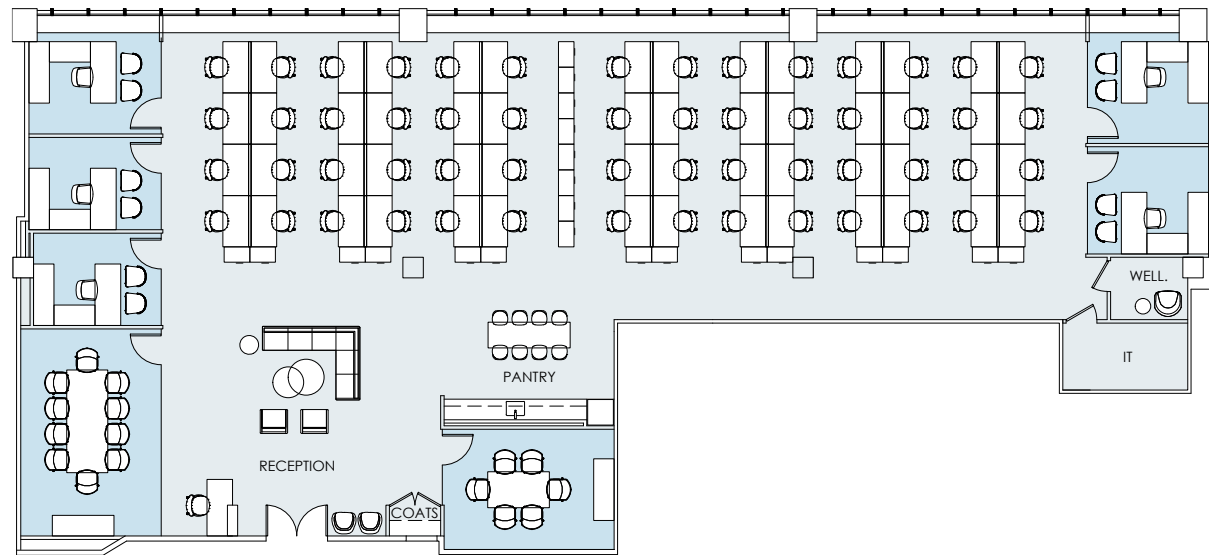 WELL.
IT
PANTRY
RECEPTION
COATS